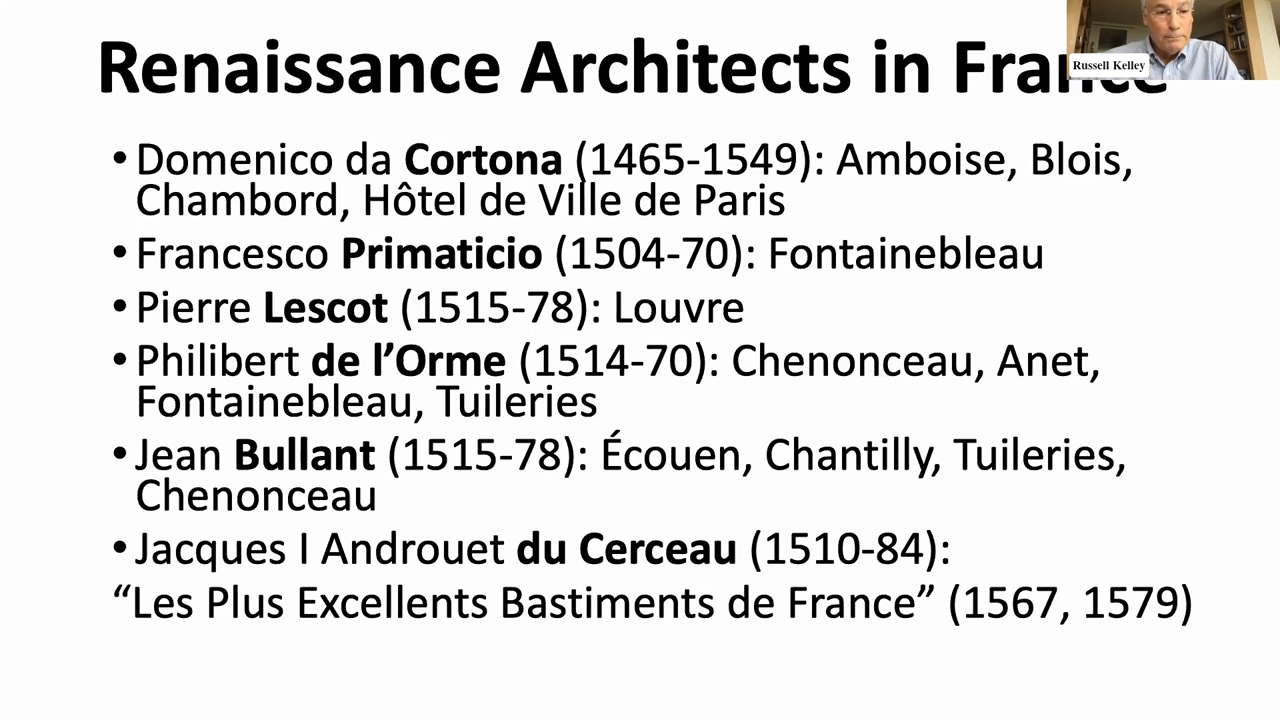 Renaissance Architects in France
Russell Kelley
• Domenico da Cortona (1465-1549): Amboise, Blois,
Chambord, Hôtel de Ville de Paris
• Francesco Primaticio (1504-70): Fontainebleau
• Pierre Lescot (1515-78): Louvre
• Philibert de l’Orme (1514-70): Chenonceau, Anet,
Fontainebleau, Tuileries
• Jean Bullant (1515-78): Écouen, Chantilly, Tuileries,
Chenonceau
• Jacques I Androuet du Cerceau (1510-84):
“Les Plus Excellents Bastiments de France” (1567, 1579)